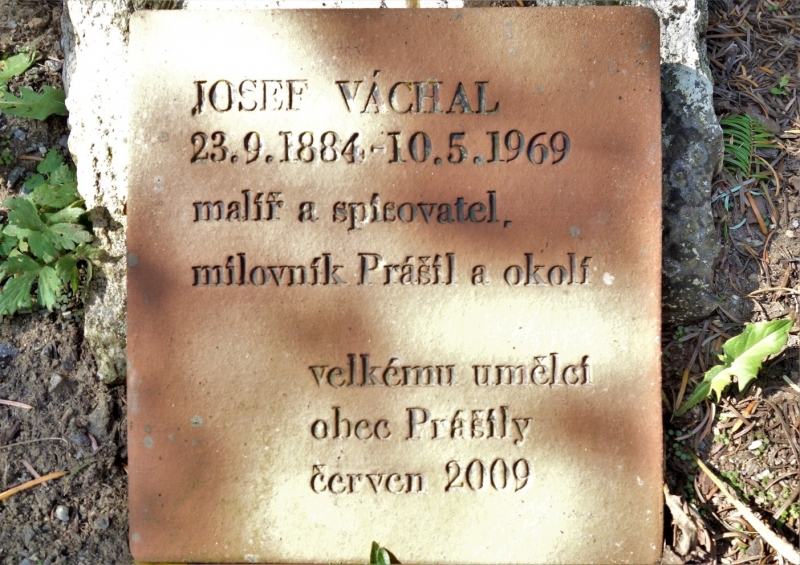 JOSEF VÁCHAL
23.9.1884-10.5.1969
malíř a spisovatel,
milovník Prášil a okolí
velkému umělci
obec Prášily
červen 2009